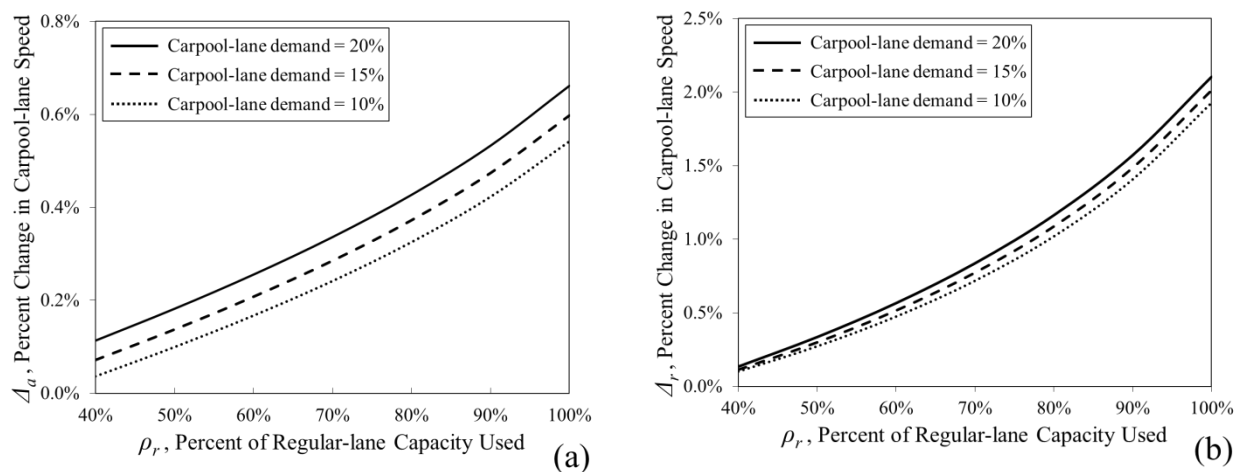 0.8%
0.6%
0.4%
0.2%
0.0%
Δa, Percent Change in Carpool-lane Speed
Carpool-lane demand = 20%
Carpool-lane demand = 15%
Carpool-lane demand = 10%
40% 50% 60% 70% 80% 90% 100%
ρr, Percent of Regular-lane Capacity Used
(a)
2.5%
2.0%
1.5%
1.0%
0.5%
0.0%
Δr, Percent Change in Carpool-lane Speed
Carpool-lane demand = 20%
Carpool-lane demand = 15%
Carpool-lane demand = 10%
40% 50% 60% 70% 80% 90% 100%
ρr, Percent of Regular-lane Capacity Used
(b)